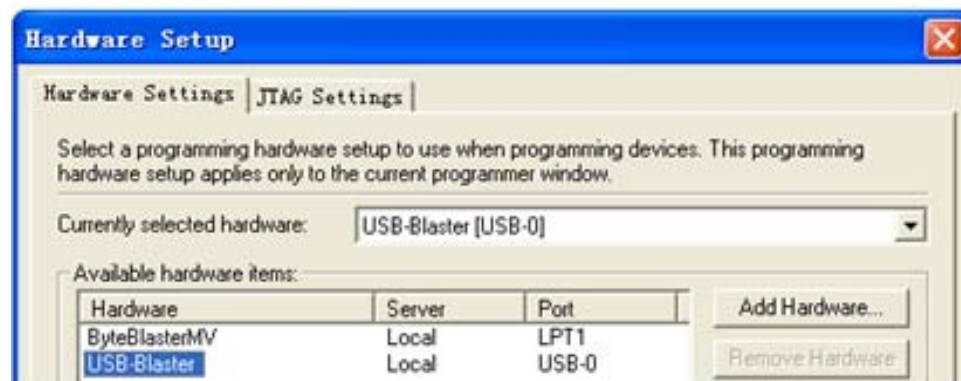 Hardware Setup
Hardware Settings JTAG Settings
Select a programming hardware setup to use when programming devices. This programming
hardware setup applies only to the current programmer window.
Currently selected hardware: USB-Blaster [USB-0]
Available hardware items:
Hardware Server Port Add Hardware...
ByteBlasterMV Local LPT1
USB-Blaster Local USB-0 Remove Hardware